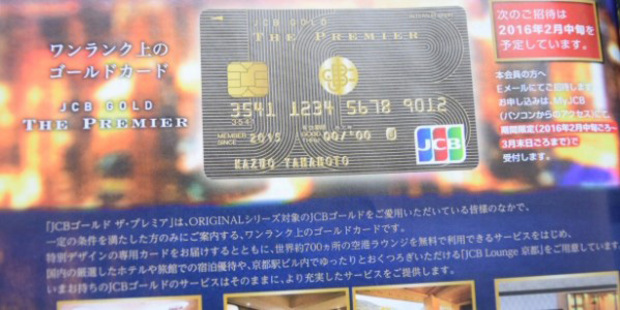 次のご招待は
2016年2月中旬を
予定しています。
ワンランク上の
ゴールドカード
JCB GOLD
THE PREMIER
JCB GOLD
THE PREMIER
3541 1234 5678 9012
3541
MEMBER SINCE 2015
00/00
KAZUO YAMAMOTO
JCB
本会員の方へ
Eメールにてご招待します。
お申し込みは、MyJCB
(パソコンからのアクセス)にて、
期間限定(2016年2月中旬ごろ~
3月末日ごろまで)で
受付します。
「JCBゴールド ザ・プレミア」は、ORIGINALシリーズ対象のJCBゴールドをご愛用いただいている皆様のなかで、
一定の条件を満たした方のみにご案内する、ワンランク上のゴールドカードです。
特別デザインの専用カードをお届けするとともに、世界約700ヵ所の空港ラウンジを無料で利用できるサービスをはじめ、
国内の厳選したホテルや旅館での宿泊優待や、京都駅ビル内でゆったりとおくつろぎいただける「JCB Lounge 京都」をご用意しています。
いまお持ちのJCBゴールドのサービスはそのままに、より充実したサービスをご提供します。